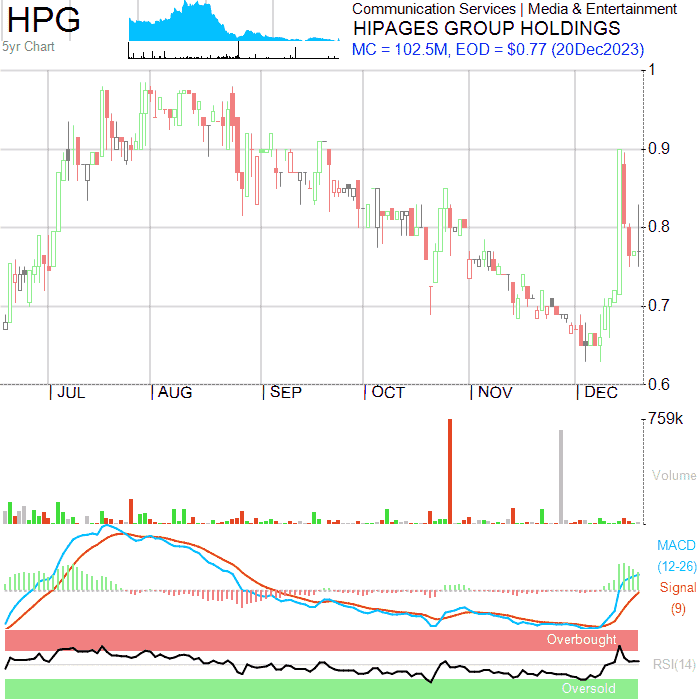 HPG
5yr Chart
Communication Services | Media & Entertainment
HIPAGES GROUP HOLDINGS
MC = 102.5M, EOD = $0.77 (20Dec2023)
1
0.9
0.8
0.7
0.6
JUL AUG SEP OCT NOV DEC
759k
Volume
MACD
(12-26)
Signal
(9)
Overbought
RSI(14)
Oversold